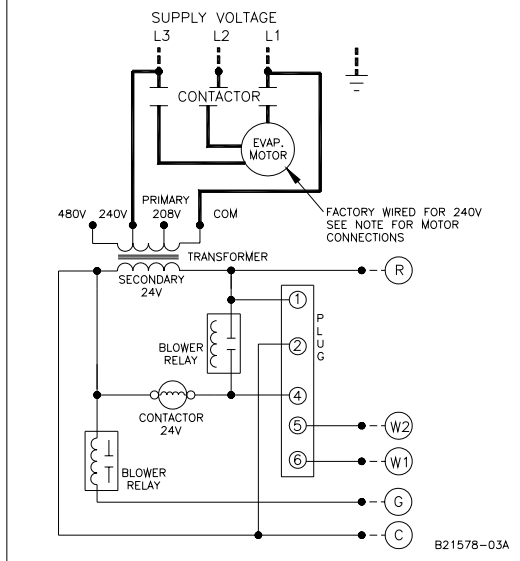 SUPPLY VOLTAGE
L3 L2 L1
CONTACTOR
EVAP.
MOTOR
FACTORY WIRED FOR 240V
SEE NOTE FOR MOTOR
CONNECTIONS
PRIMARY
480V 240V 208V COM
TRANSFORMER
SECONDARY
24V
R
1
P
L
U
G
2
BLOWER
RELAY
4
CONTACTOR
24V
5 W2
6 W1
BLOWER
RELAY
G
C
B21578-03A